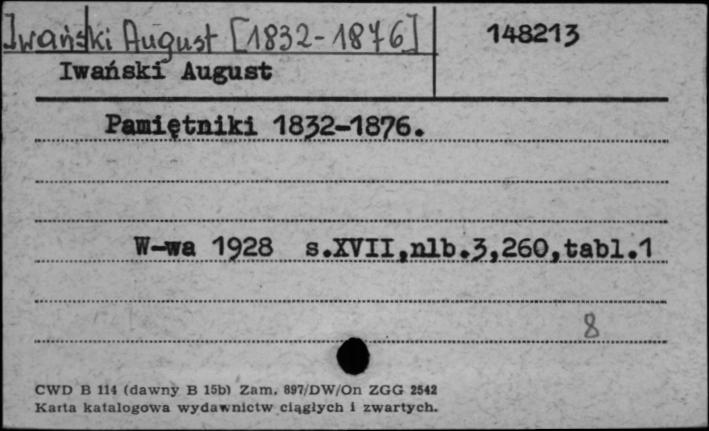 Iwański August [1832-1876]
148213
Iwański August
Pamiętniki 1832-1876.
W-wa 1928 s.XVII,nlb.3,260,tabl.1
8
CWD B 114 (dawny B 15b) Zam. 897/DW/On ZGG 2542
Karta katalogowa wydawnictw ciągłych i zwartych.